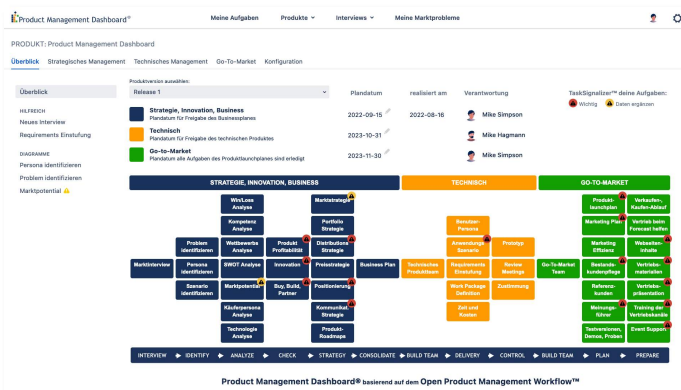 Product Management Dashboard®
Meine Aufgaben
Produkte
Interviews
Meine Marktprobleme
PRODUKT: Product Management Dashboard
Überblick
Strategisches Management
Technisches Management
Go-To-Market
Konfiguration
Überblick
HILFREICH
Neues Interview
Requirements Einstufung
DIAGRAMME
Persona identifizieren
Problem identifizieren
Marktpotential
Produktversion auswählen:
Release 1
Plandatum
realisiert am
Verantwortung
TaskSignalizer™ deine Aufgaben:
Wichtig
Daten ergänzen
Strategie, Innovation, Business
Plandatum für Freigabe des Businessplanes
2022-09-15
2022-08-16
Mike Simpson
Technisch
Plandatum für Freigabe des technischen Produktes
2023-10-31
Mike Hagmann
Go-to-Market
Plandatum alle Aufgaben des Produktlaunchplanes sind erledigt
2023-11-30
Mike Simpson
STRATEGIE, INNOVATION, BUSINESS
TECHNISCH
GO-TO-MARKET
Marktinterview
Problem
identifizieren
Persona
identifizieren
Szenario
identifizieren
Win/Loss
Analyse
Kompetenz
Analyse
Wettbewerbs
Analyse
SWOT Analyse
Marktpotential
Käuferpersona
Analyse
Technologie
Analyse
Produkt
Profitabilität
Innovation
Buy, Build,
Partner
Marktstrategie
Portfolio
Strategie
Distributions
Strategie
Preisstrategie
Positionierung
Kommunikat.
Strategie
Produkt-
Roadmaps
Business Plan
Technisches
Produktteam
Benutzer-
Persona
Anwendungs
Szenario
Requirements
Einstufung
Work Package
Definition
Zeit und
Kosten
Prototyp
Review
Meetings
Zustimmung
Go-To-Market
Team
Produkt-
launchplan
Marketing Plan
Marketing
Effizienz
Bestands-
kundenpflege
Referenz-
kunden
Meinungs-
führer
Testversionen,
Demos, Proben
Verkaufen-,
Kaufen-Ablauf
Vertrieb beim
Forecast helfen
Webseiten-
Inhalte
Vertriebs-
materialien
Vertriebs-
präsentation
Training der
Vertriebskanäle
Event Support
INTERVIEW
IDENTIFY
ANALYZE
CHECK
STRATEGY
CONSOLIDATE
BUILD TEAM
DELIVERY
CONTROL
BUILD TEAM
PLAN
PREPARE
Product Management Dashboard® basierend auf dem Open Product Management Workflow™